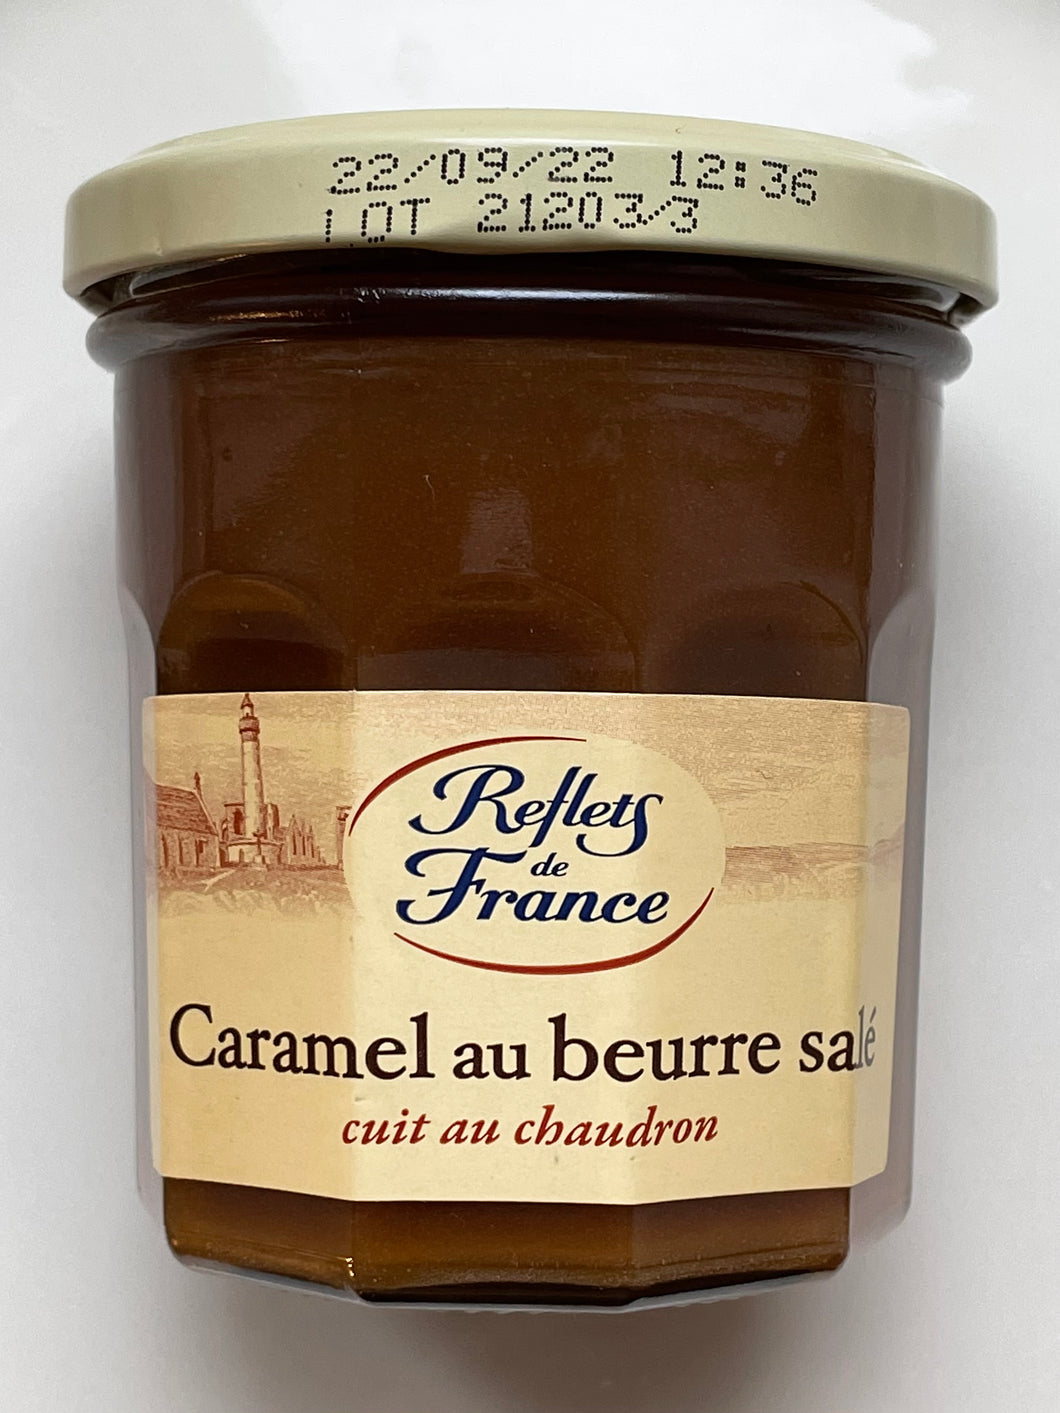 22/09/22 12:36
LOT 21203/3
Reflets
de
France
Caramel au beurre salé
cuit au chaudron